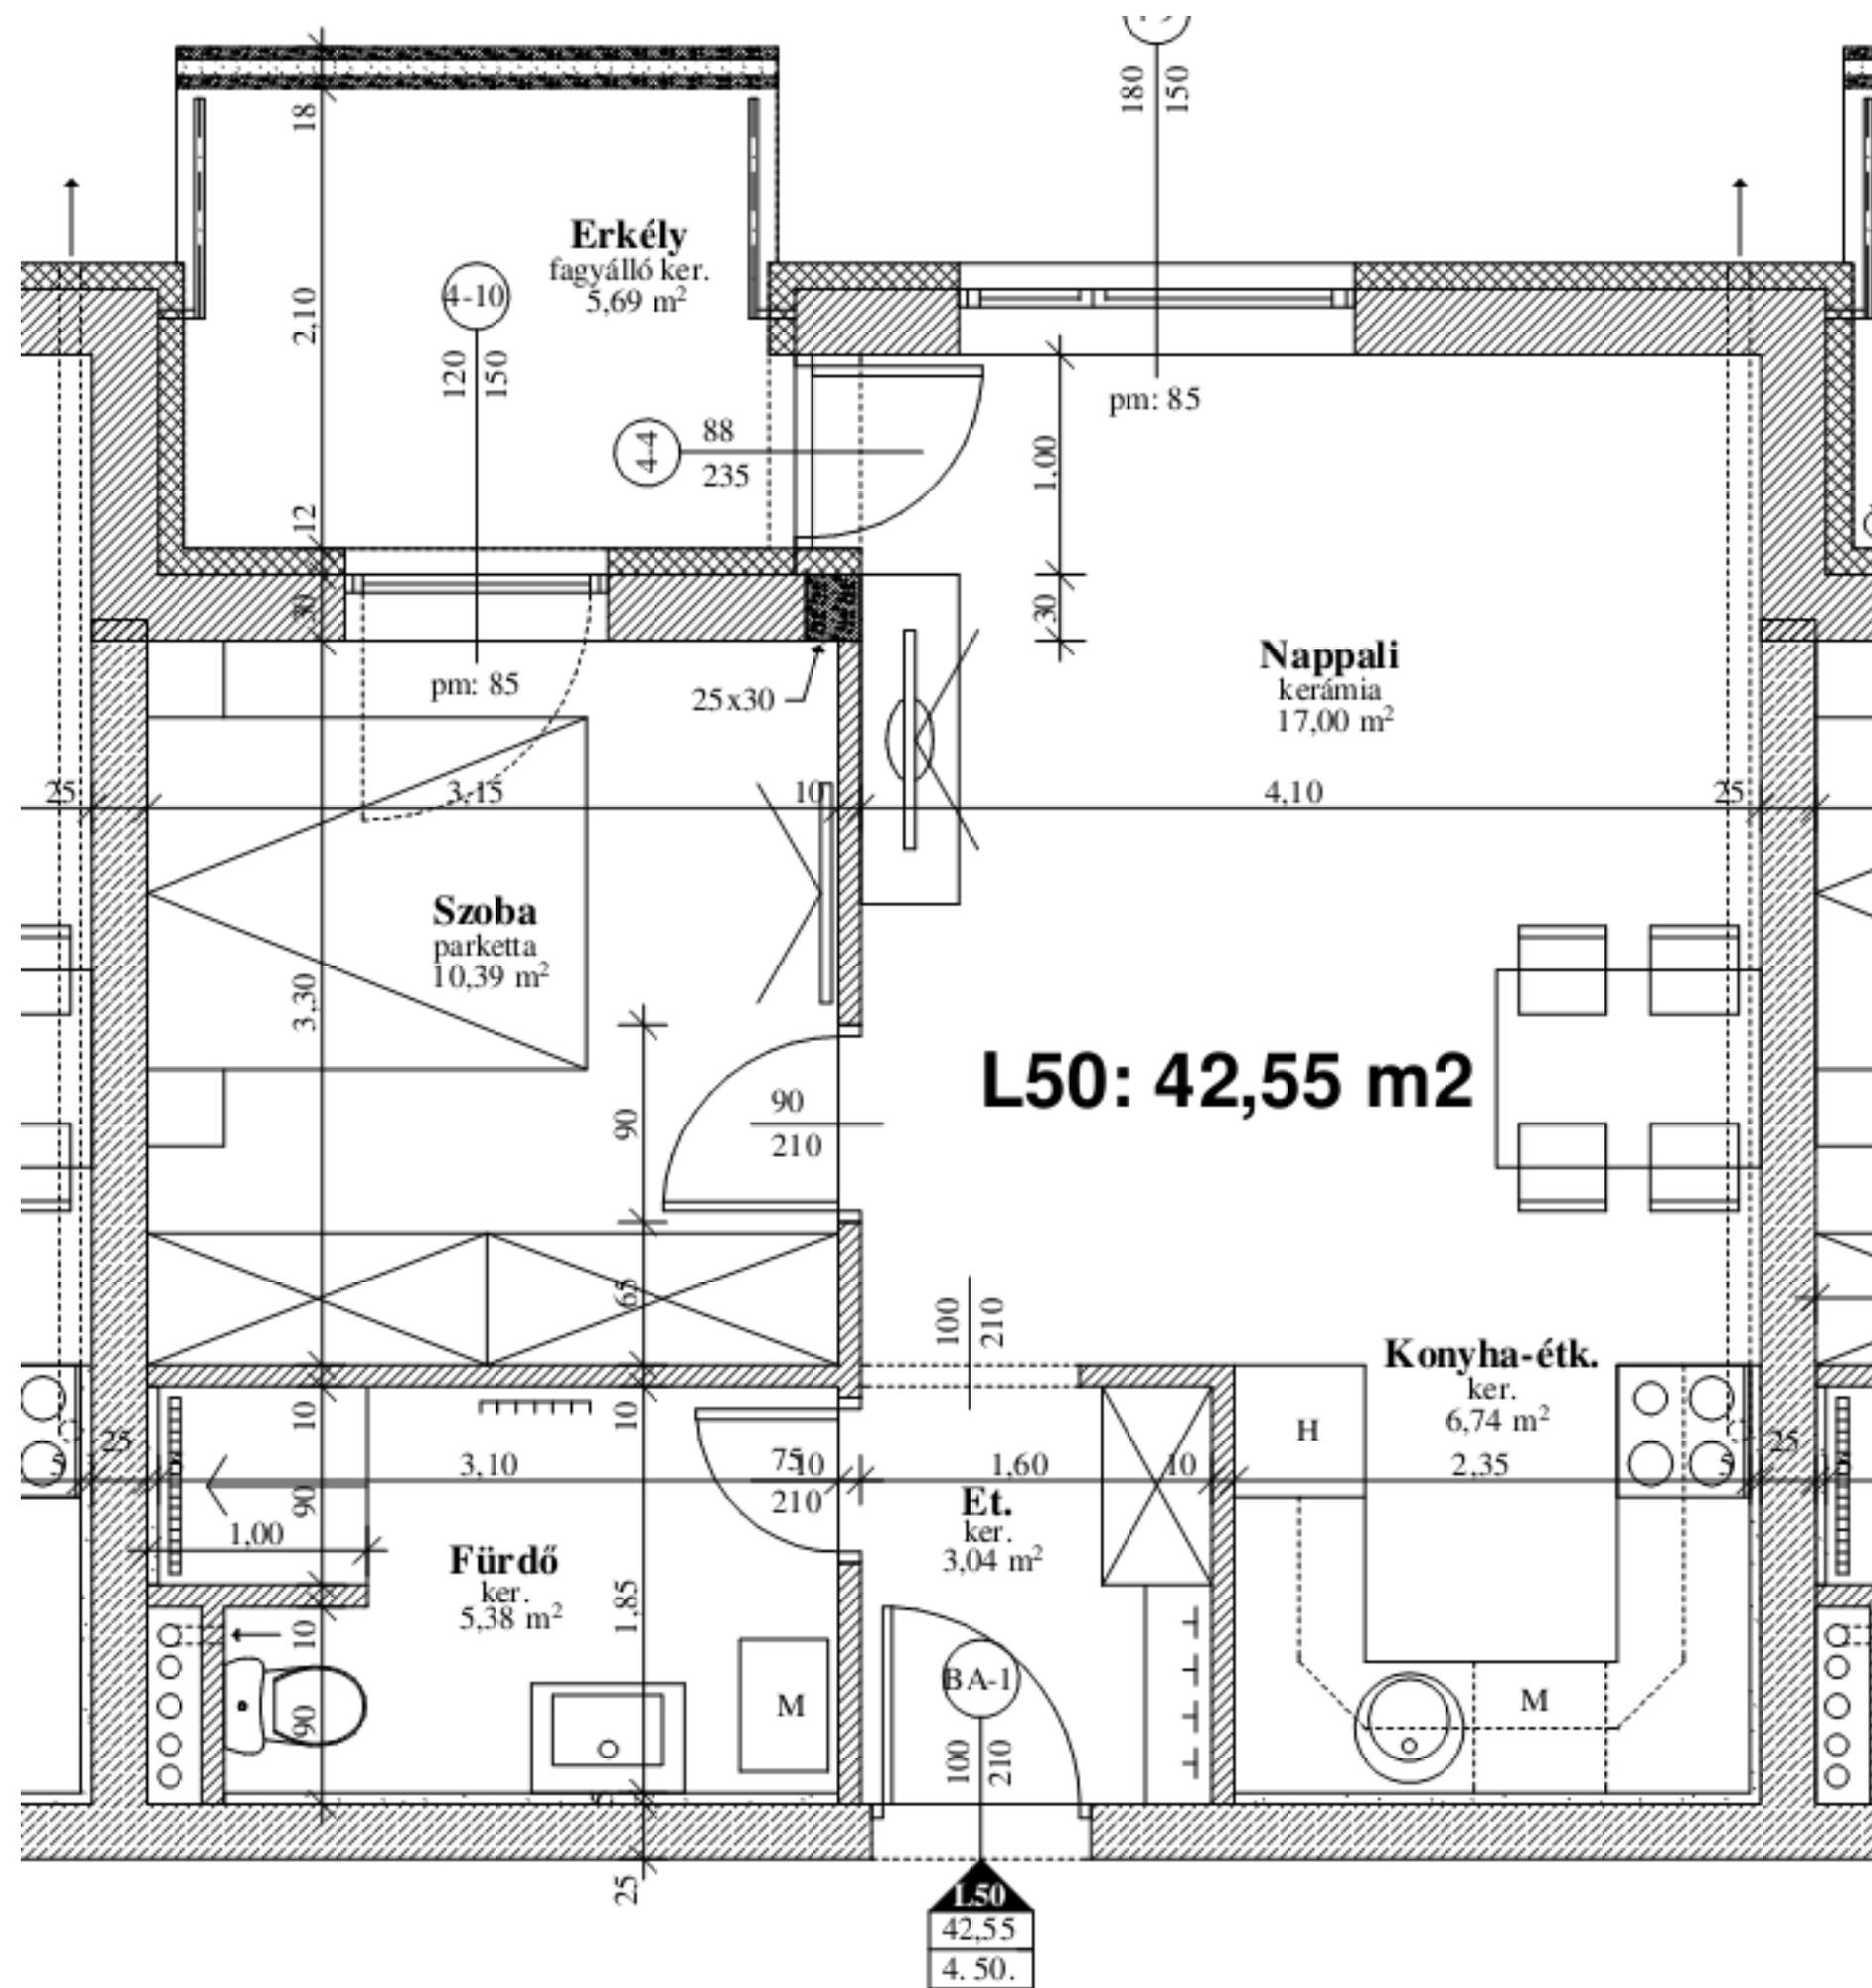 180
150
18
Erkély
fagyálló ker.
5,69 m²
4-10
2,10
120
150
pm: 85
4-4
88
235
1,00
12
30
30
pm: 85
25x30
Nappali
kerámia
17,00 m²
25
3,15
10
4,10
25
Szoba
parketta
10,39 m²
3,30
L50: 42,55 m2
90
90
210
65
100
210
Konyha-étk.
ker.
6,74 m²
H
10
10
25
5
3,10
75
10
210
1,60
10
2,35
5
25
90
1,00
Et.
ker.
3,04 m²
Fürdő
ker.
5,38 m²
1,85
10
90
M
BA-1
100
210
M
5
25
L50
42,55
4. 50.